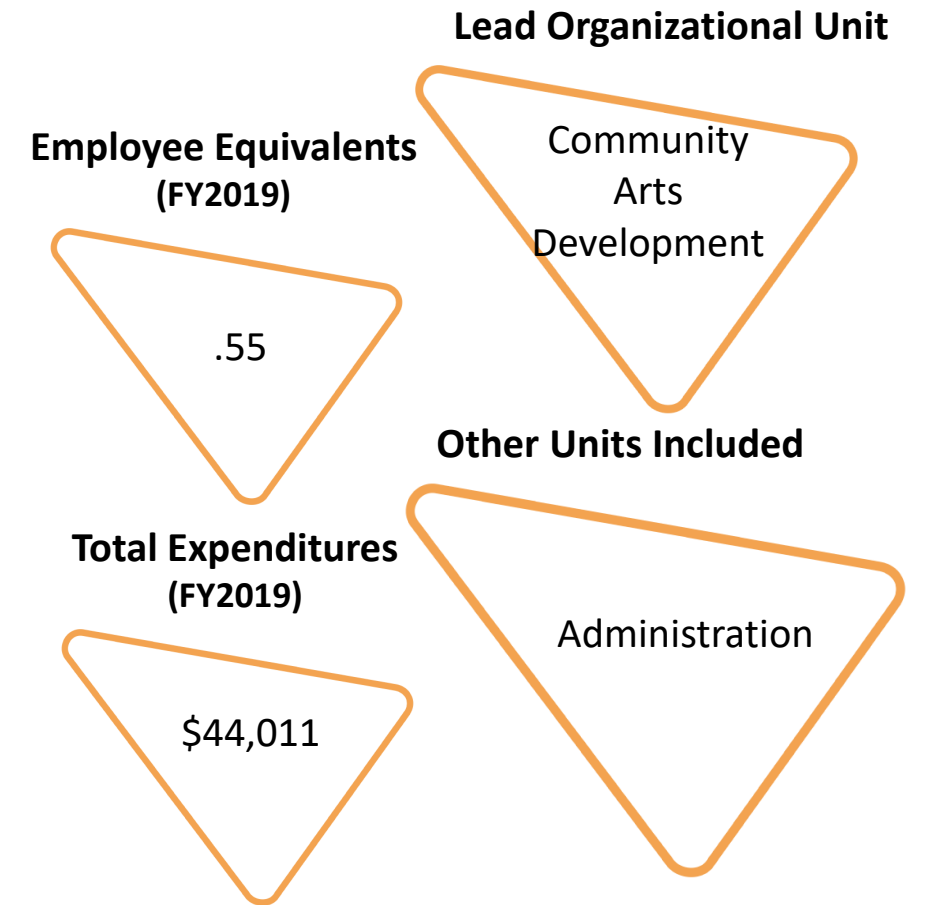 Lead Organizational Unit
Community
Arts
Development
Employee Equivalents
(FY2019)
.55
Other Units Included
Administration
Total Expenditures
(FY2019)
$44,011